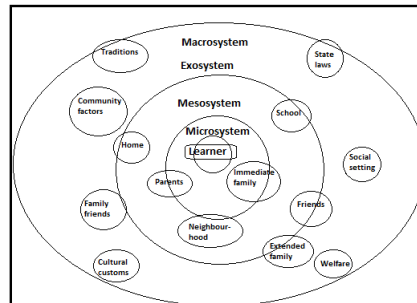 Macrosystem
Traditions
State
laws
Exosystem
Mesosystem
Community
factors
School
Microsystem
Home
Learner
Social
setting
Immediate
family
Parents
Family
friends
Friends
Neighbour-
hood
Extended
family
Cultural
customs
Welfare